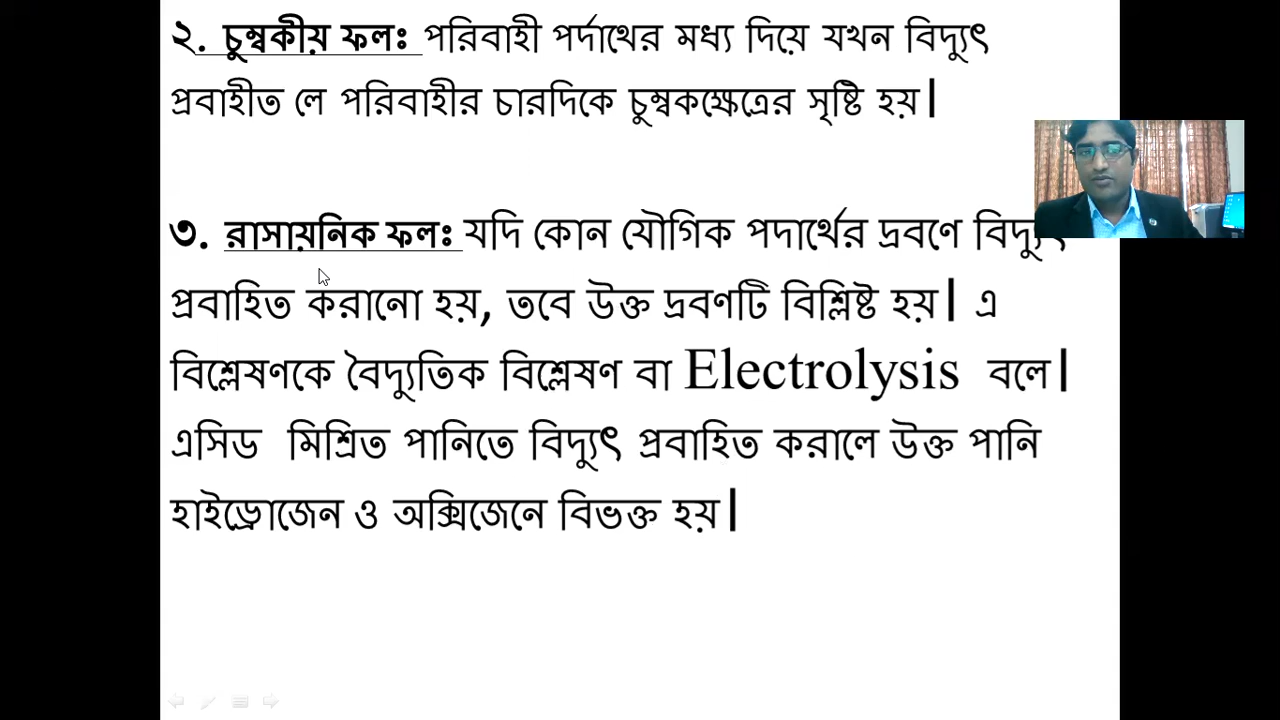 ২. চুম্বকীয় ফলঃ পরিবাহী পর্দাথের মধ্য দিয়ে যখন বিদ্যুৎ
প্রবাহীত লে পরিবাহীর চারদিকে চুম্বকক্ষেত্রের সৃষ্টি হয়|
৩. রাসায়নিক ফলঃ যদি কোন যৌগিক পদার্থের দ্রবণে বিদ্যুৎ
প্রবাহিত করানো হয়, তবে উক্ত দ্রবণটি বিশ্লিষ্ট হয়| এ
বিশ্লেষণকে বৈদ্যুতিক বিশ্লেষণ বা Electrolysis বলে|
এসিড মিশ্রিত পানিতে বিদ্যুৎ প্রবাহিত করালে উক্ত পানি
হাইড্রোজেন ও অক্সিজেনে বিভক্ত হয়|